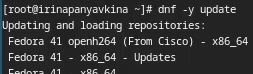 [root@irinapanyavkina ~]# dnf -y update
Updating and loading repositories:
Fedora 41 openh264 (From Cisco) - x86_64
Fedora 41 - x86_64 - Updates
Fedora 41 - x86_64